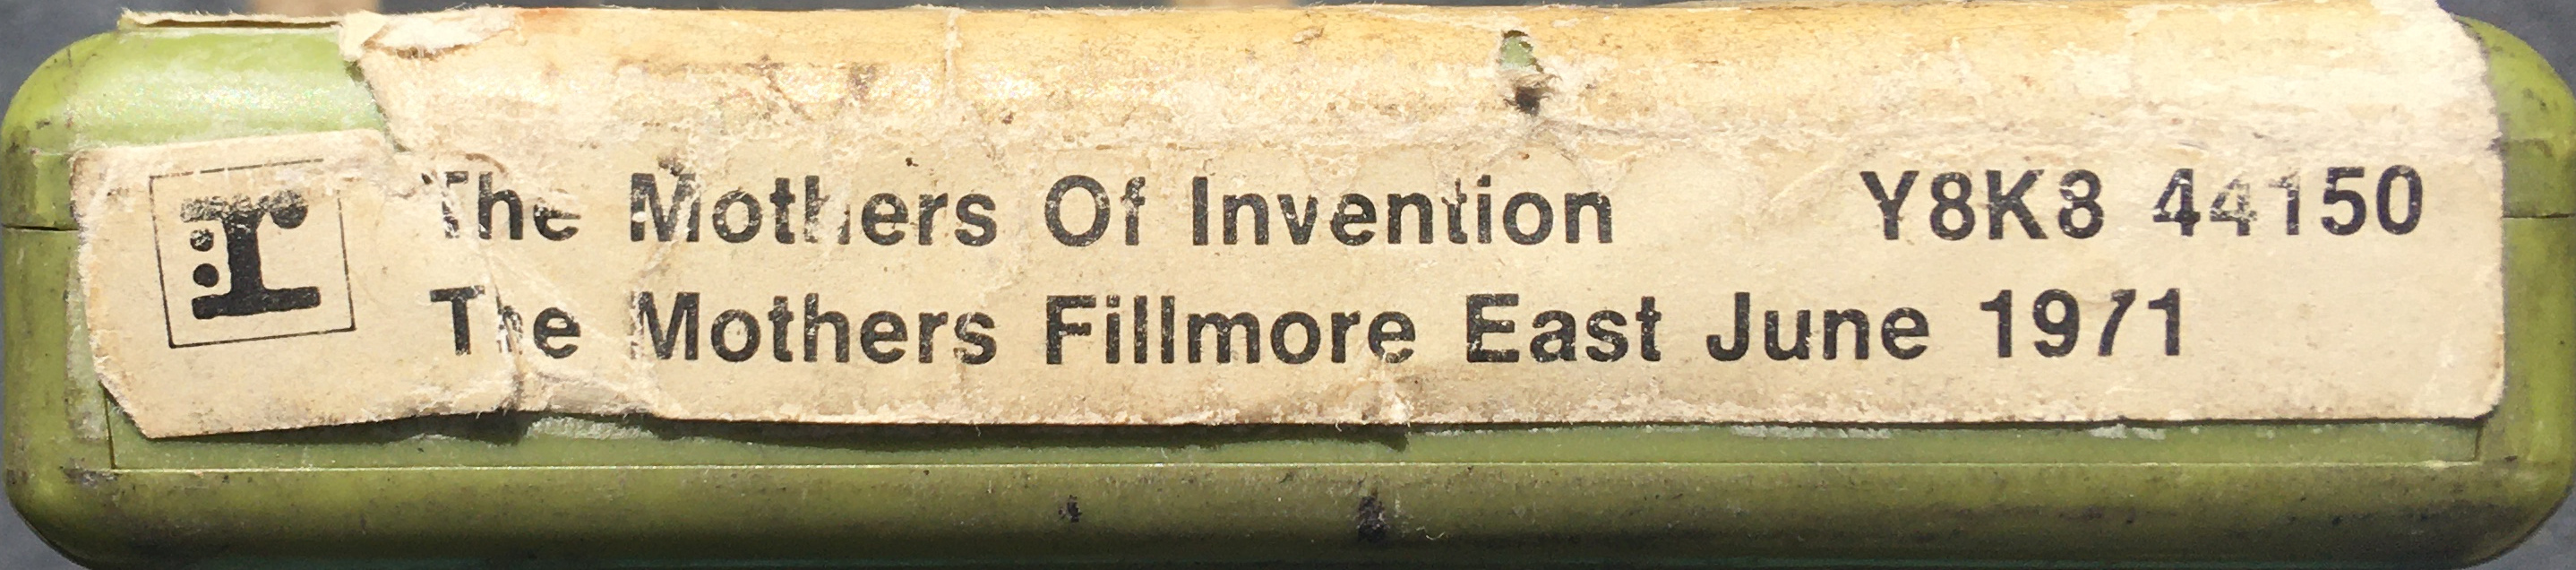 r:
The Mothers Of Invention Y8K8 44150
The Mothers Fillmore East June 1971